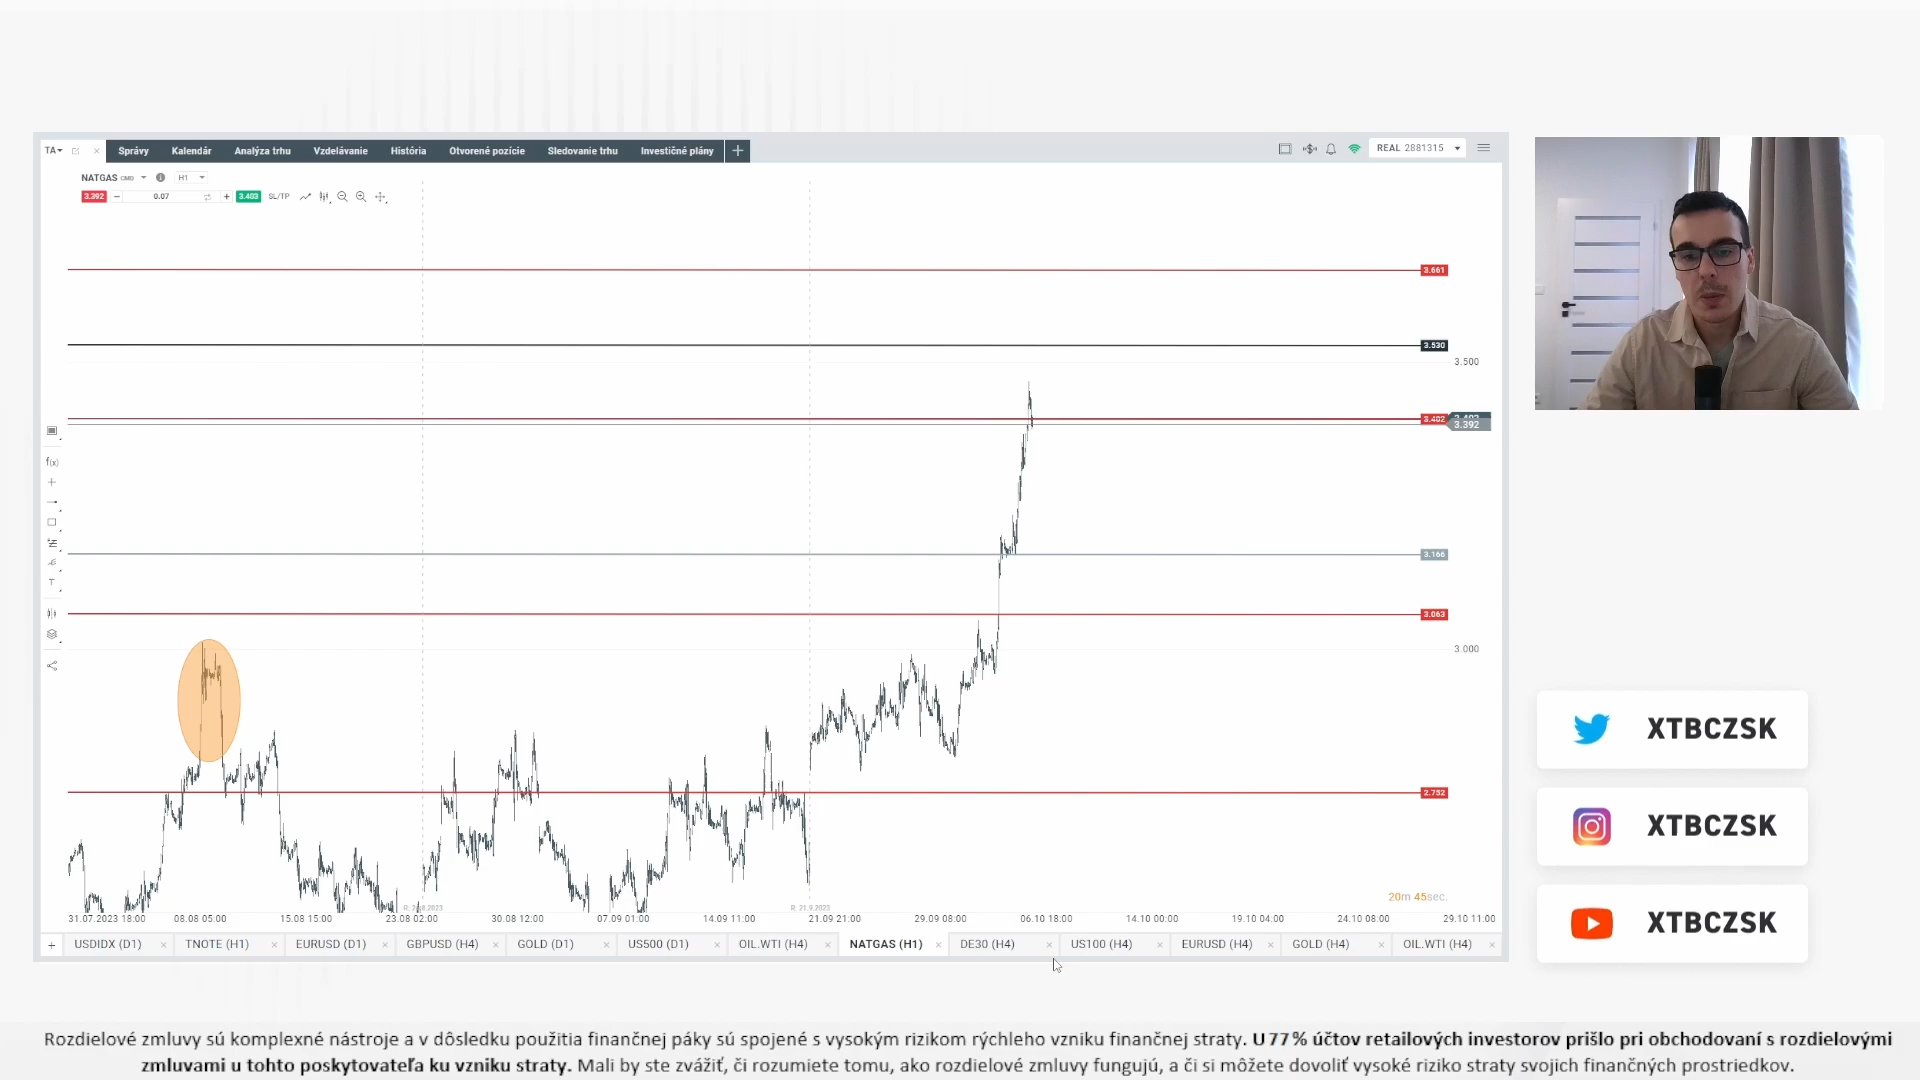 TA
Správy
Kalendár
Analýza trhu
Vzdelávanie
História
Otvorené pozície
Sledovanie trhu
Investičné plány
REAL 2881315
NATGAS CMD
H1
3.392
0.07
3.403
SL/TP
3.661
3.530
3.500
3.402
3.392
3.166
3.063
3.000
2.752
f(x)
T
20m 45sec.
R: 21.9.2023
31.07.2023 18:00
08.08 05:00
15.08 15:00
23.08 02:00
30.08 12:00
07.09 01:00
14.09 11:00
21.09 21:00
29.09 08:00
06.10 18:00
14.10 00:00
19.10 04:00
24.10 08:00
29.10 11:00
USDIDX (D1)
TNOTE (H1)
EURUSD (D1)
GBPUSD (H4)
GOLD (D1)
US500 (D1)
OIL.WTI (H4)
NATGAS (H1)
DE30 (H4)
US100 (H4)
EURUSD (H4)
GOLD (H4)
OIL.WTI (H4)
XTBCZSK
XTBCZSK
XTBCZSK
Rozdielové zmluvy sú komplexné nástroje a v dôsledku použitia finančnej páky sú spojené s vysokým rizikom rýchleho vzniku finančnej straty. U 77 % účtov retailových investorov prišlo pri obchodovaní s rozdielovými
zmluvami u tohto poskytovateľa ku vzniku straty. Mali by ste zvážiť, či rozumiete tomu, ako rozdielové zmluvy fungujú, a či si môžete dovoliť vysoké riziko straty svojich finančných prostriedkov.